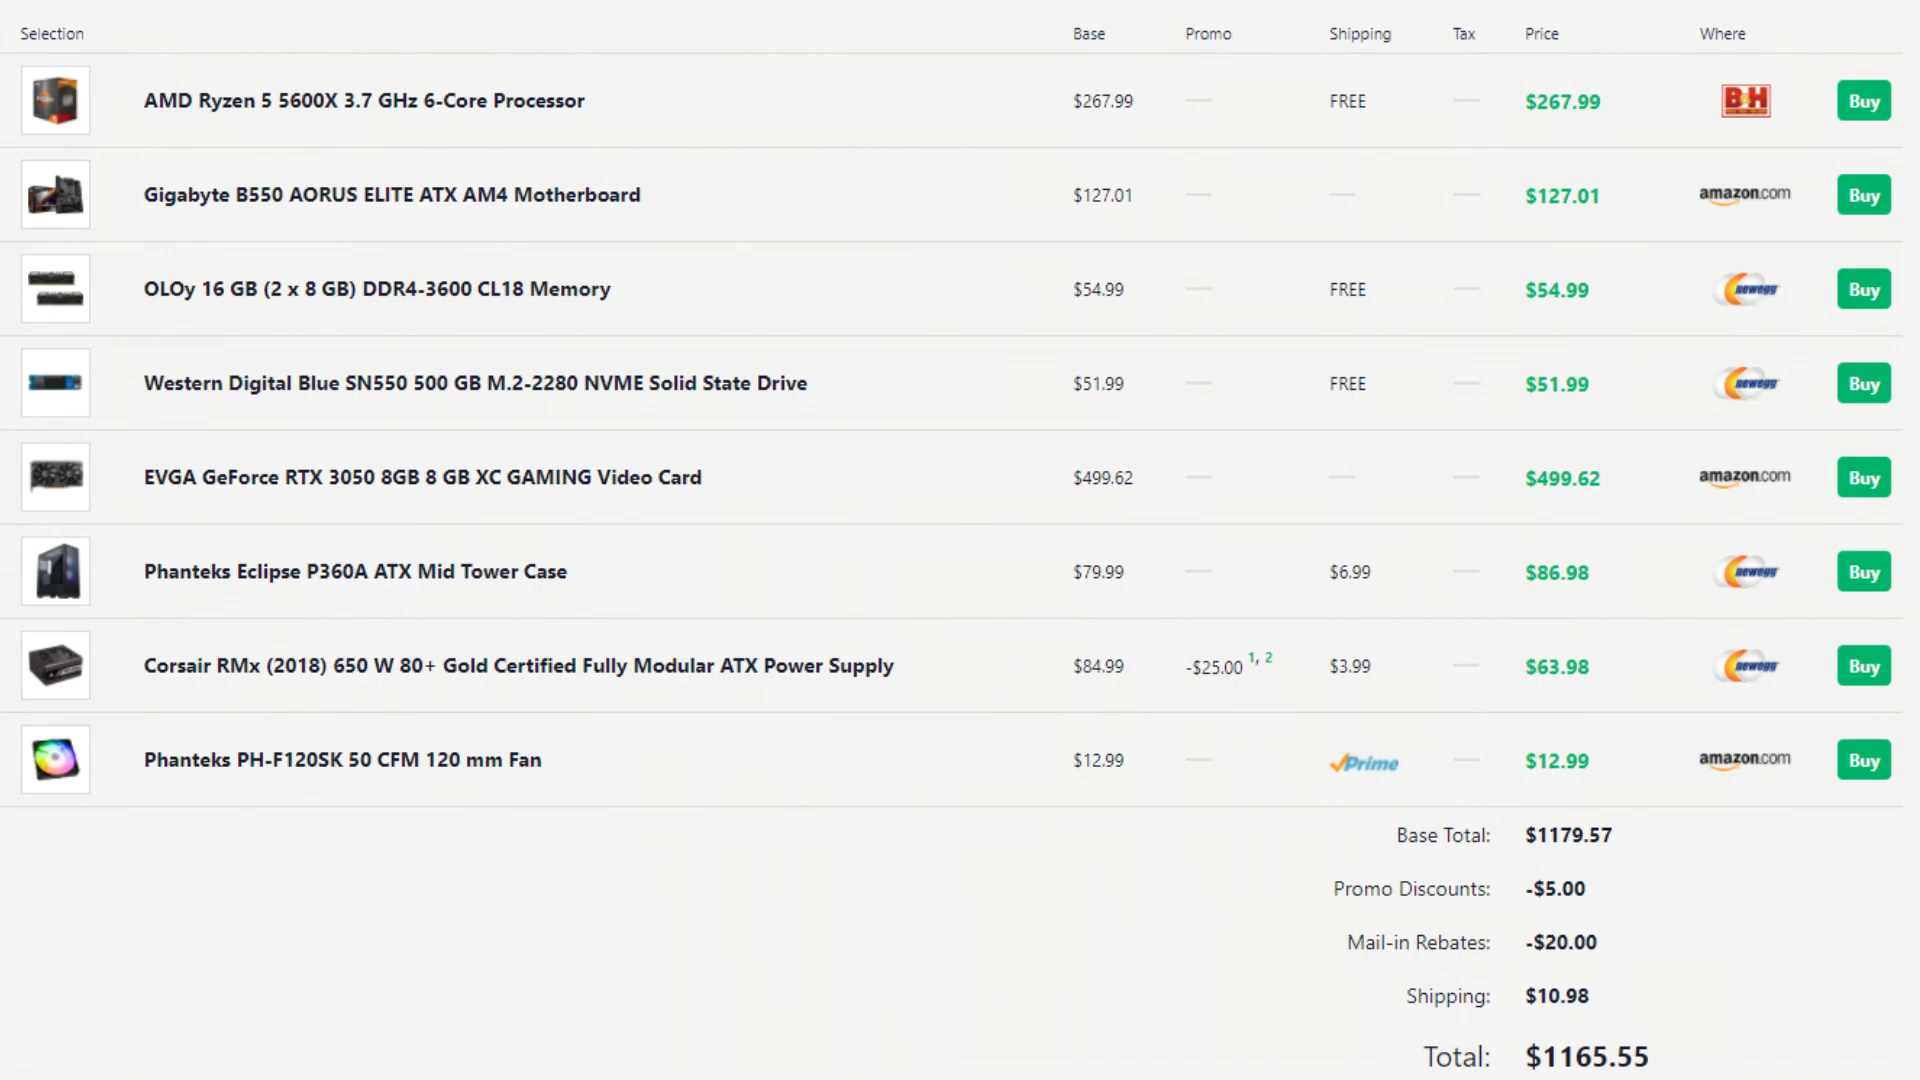 Selection Base Promo Shipping Tax Price Where
AMD Ryzen 5 5600X 3.7 GHz 6-Core Processor $267.99 — FREE — $267.99 B&H Buy
Gigabyte B550 AORUS ELITE ATX AM4 Motherboard $127.01 — — — $127.01 amazon.com Buy
OLOy 16 GB (2 x 8 GB) DDR4-3600 CL18 Memory $54.99 — FREE — $54.99 newegg Buy
Western Digital Blue SN550 500 GB M.2-2280 NVME Solid State Drive $51.99 — FREE — $51.99 newegg Buy
EVGA GeForce RTX 3050 8GB 8 GB XC GAMING Video Card $499.62 — — — $499.62 amazon.com Buy
Phanteks Eclipse P360A ATX Mid Tower Case $79.99 — $6.99 — $86.98 newegg Buy
Corsair RMx (2018) 650 W 80+ Gold Certified Fully Modular ATX Power Supply $84.99 -$25.00 1, 2 $3.99 — $63.98 newegg Buy
Phanteks PH-F120SK 50 CFM 120 mm Fan $12.99 — Prime — $12.99 amazon.com Buy
Base Total: $1179.57
Promo Discounts: -$5.00
Mail-in Rebates: -$20.00
Shipping: $10.98
Total: $1165.55